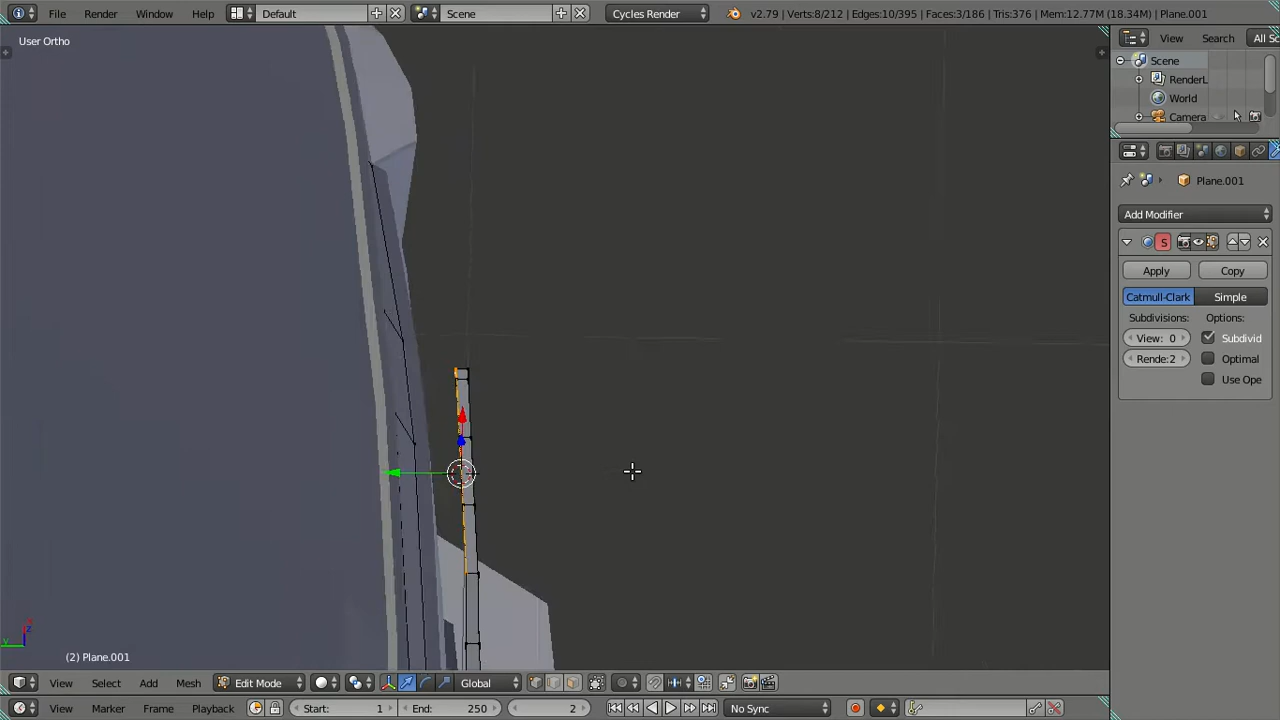 File Render Window Help Default Scene Cycles Render v2.79 | Verts:8/212 | Edges:10/395 | Faces:3/186 | Tris:376 | Mem:12.77M (18.34M) | Plane.001
User Ortho
View Search All Sc
Scene
RenderL
World
Camera
Plane.001
Add Modifier
S
Apply Copy
Catmull-Clark Simple
Subdivisions: Options:
View: 0 Subdivid
Rende:2 Optimal
Use Ope
y z
(2) Plane.001
View Select Add Mesh Edit Mode Global
View Marker Frame Playback Start: 1 End: 250 2 No Sync